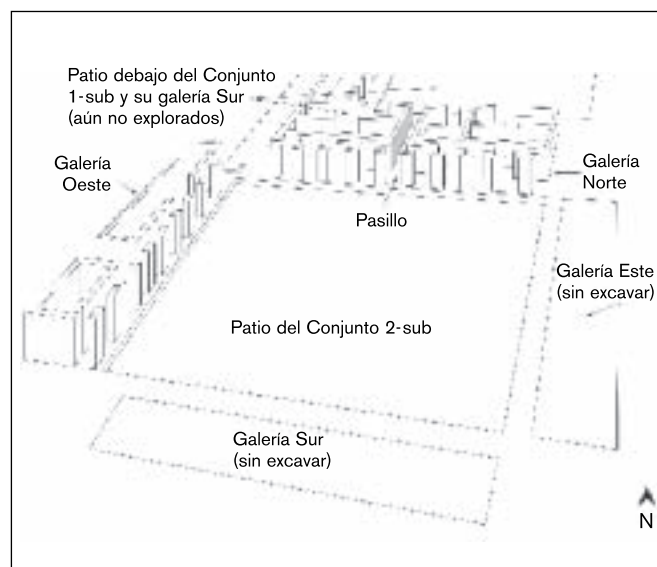 Patio debajo del Conjunto
1-sub y su galería Sur
(aún no explorados)
Galería
Oeste
Galería
Norte
Pasillo
Galería Este
(sin excavar)
Patio del Conjunto 2-sub
Galería Sur
(sin excavar)
N